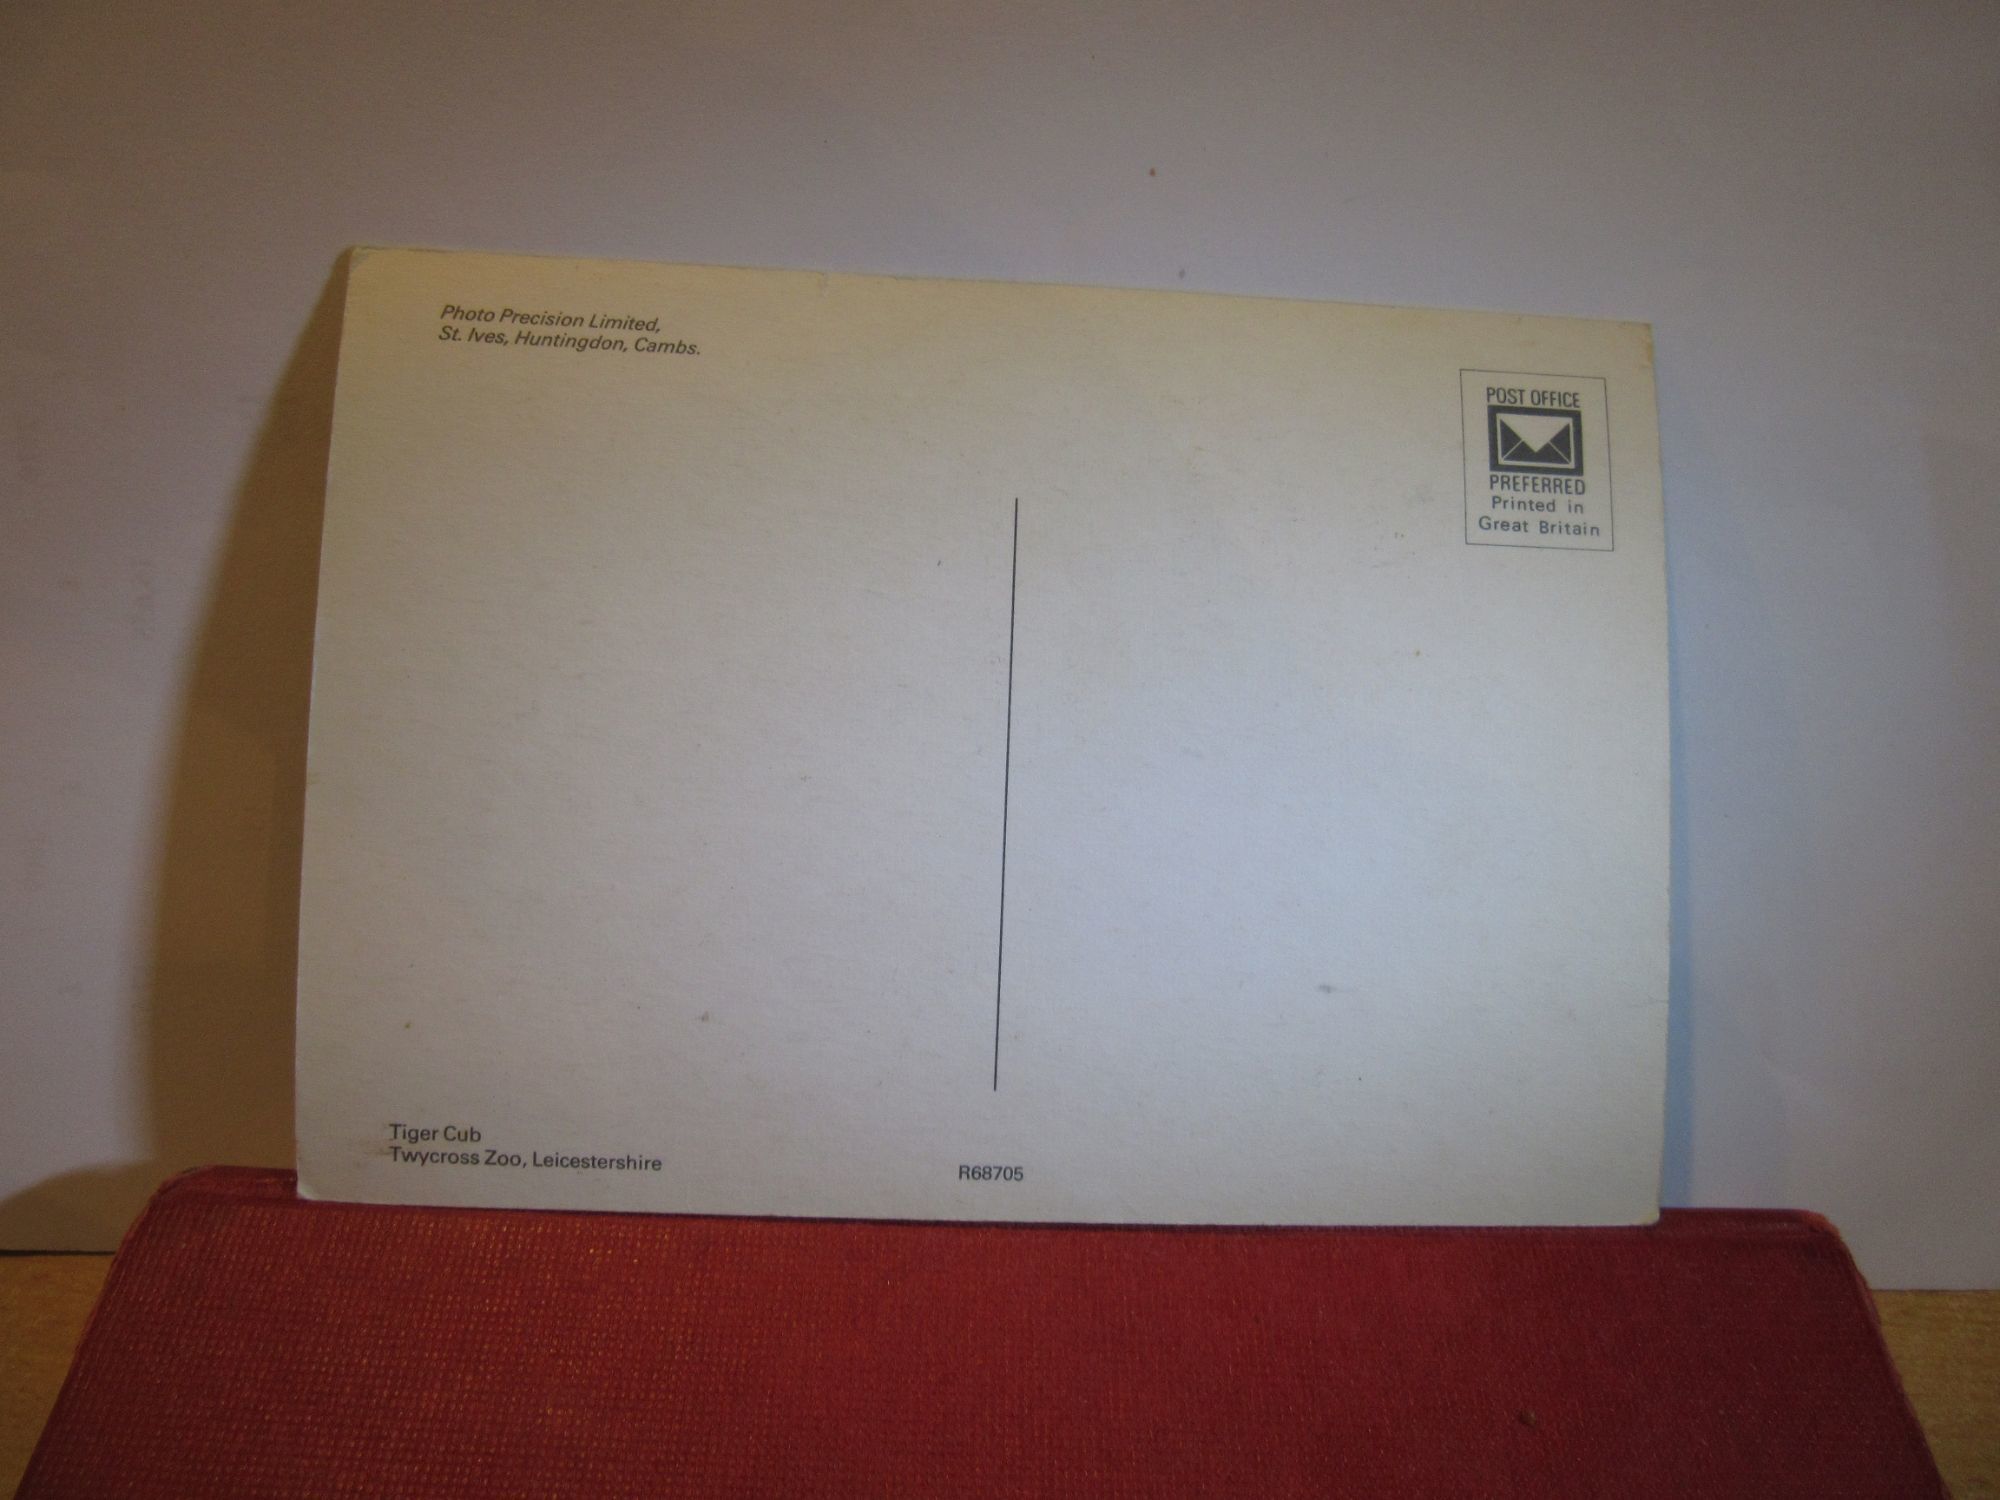 Photo Precision Limited,
St. Ives, Huntingdon, Cambs.
POST OFFICE
PREFERRED
Printed in
Great Britain
Tiger Cub
Twycross Zoo, Leicestershire
R68705